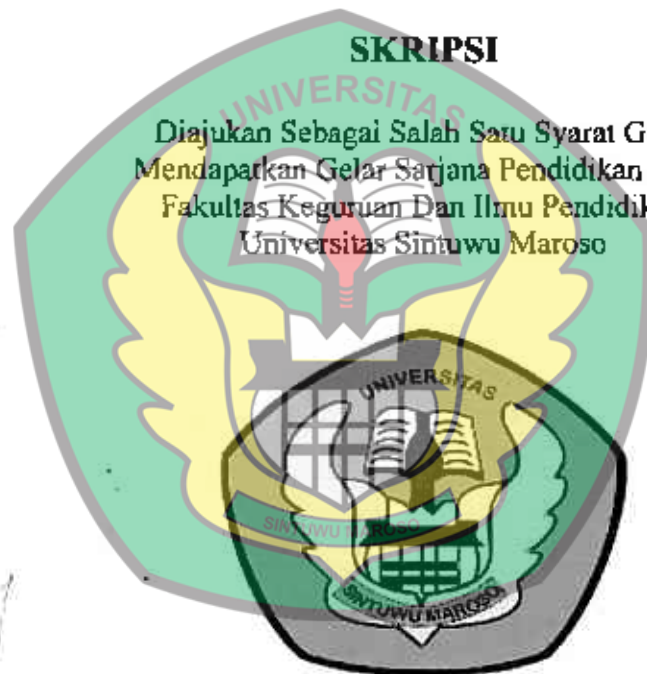 SKRIPSI
UNIVERSITAS
Diajukan Sebagai Salah Satu Syarat G
Mendapatkan Gelar Sarjana Pendidikan
Fakultas Keguruan Dan Ilmu Pendidik
Universitas Sintuwu Maroso
UNIVERSITAS
SINTUWU MAROSO
SINTUWU MAROSO